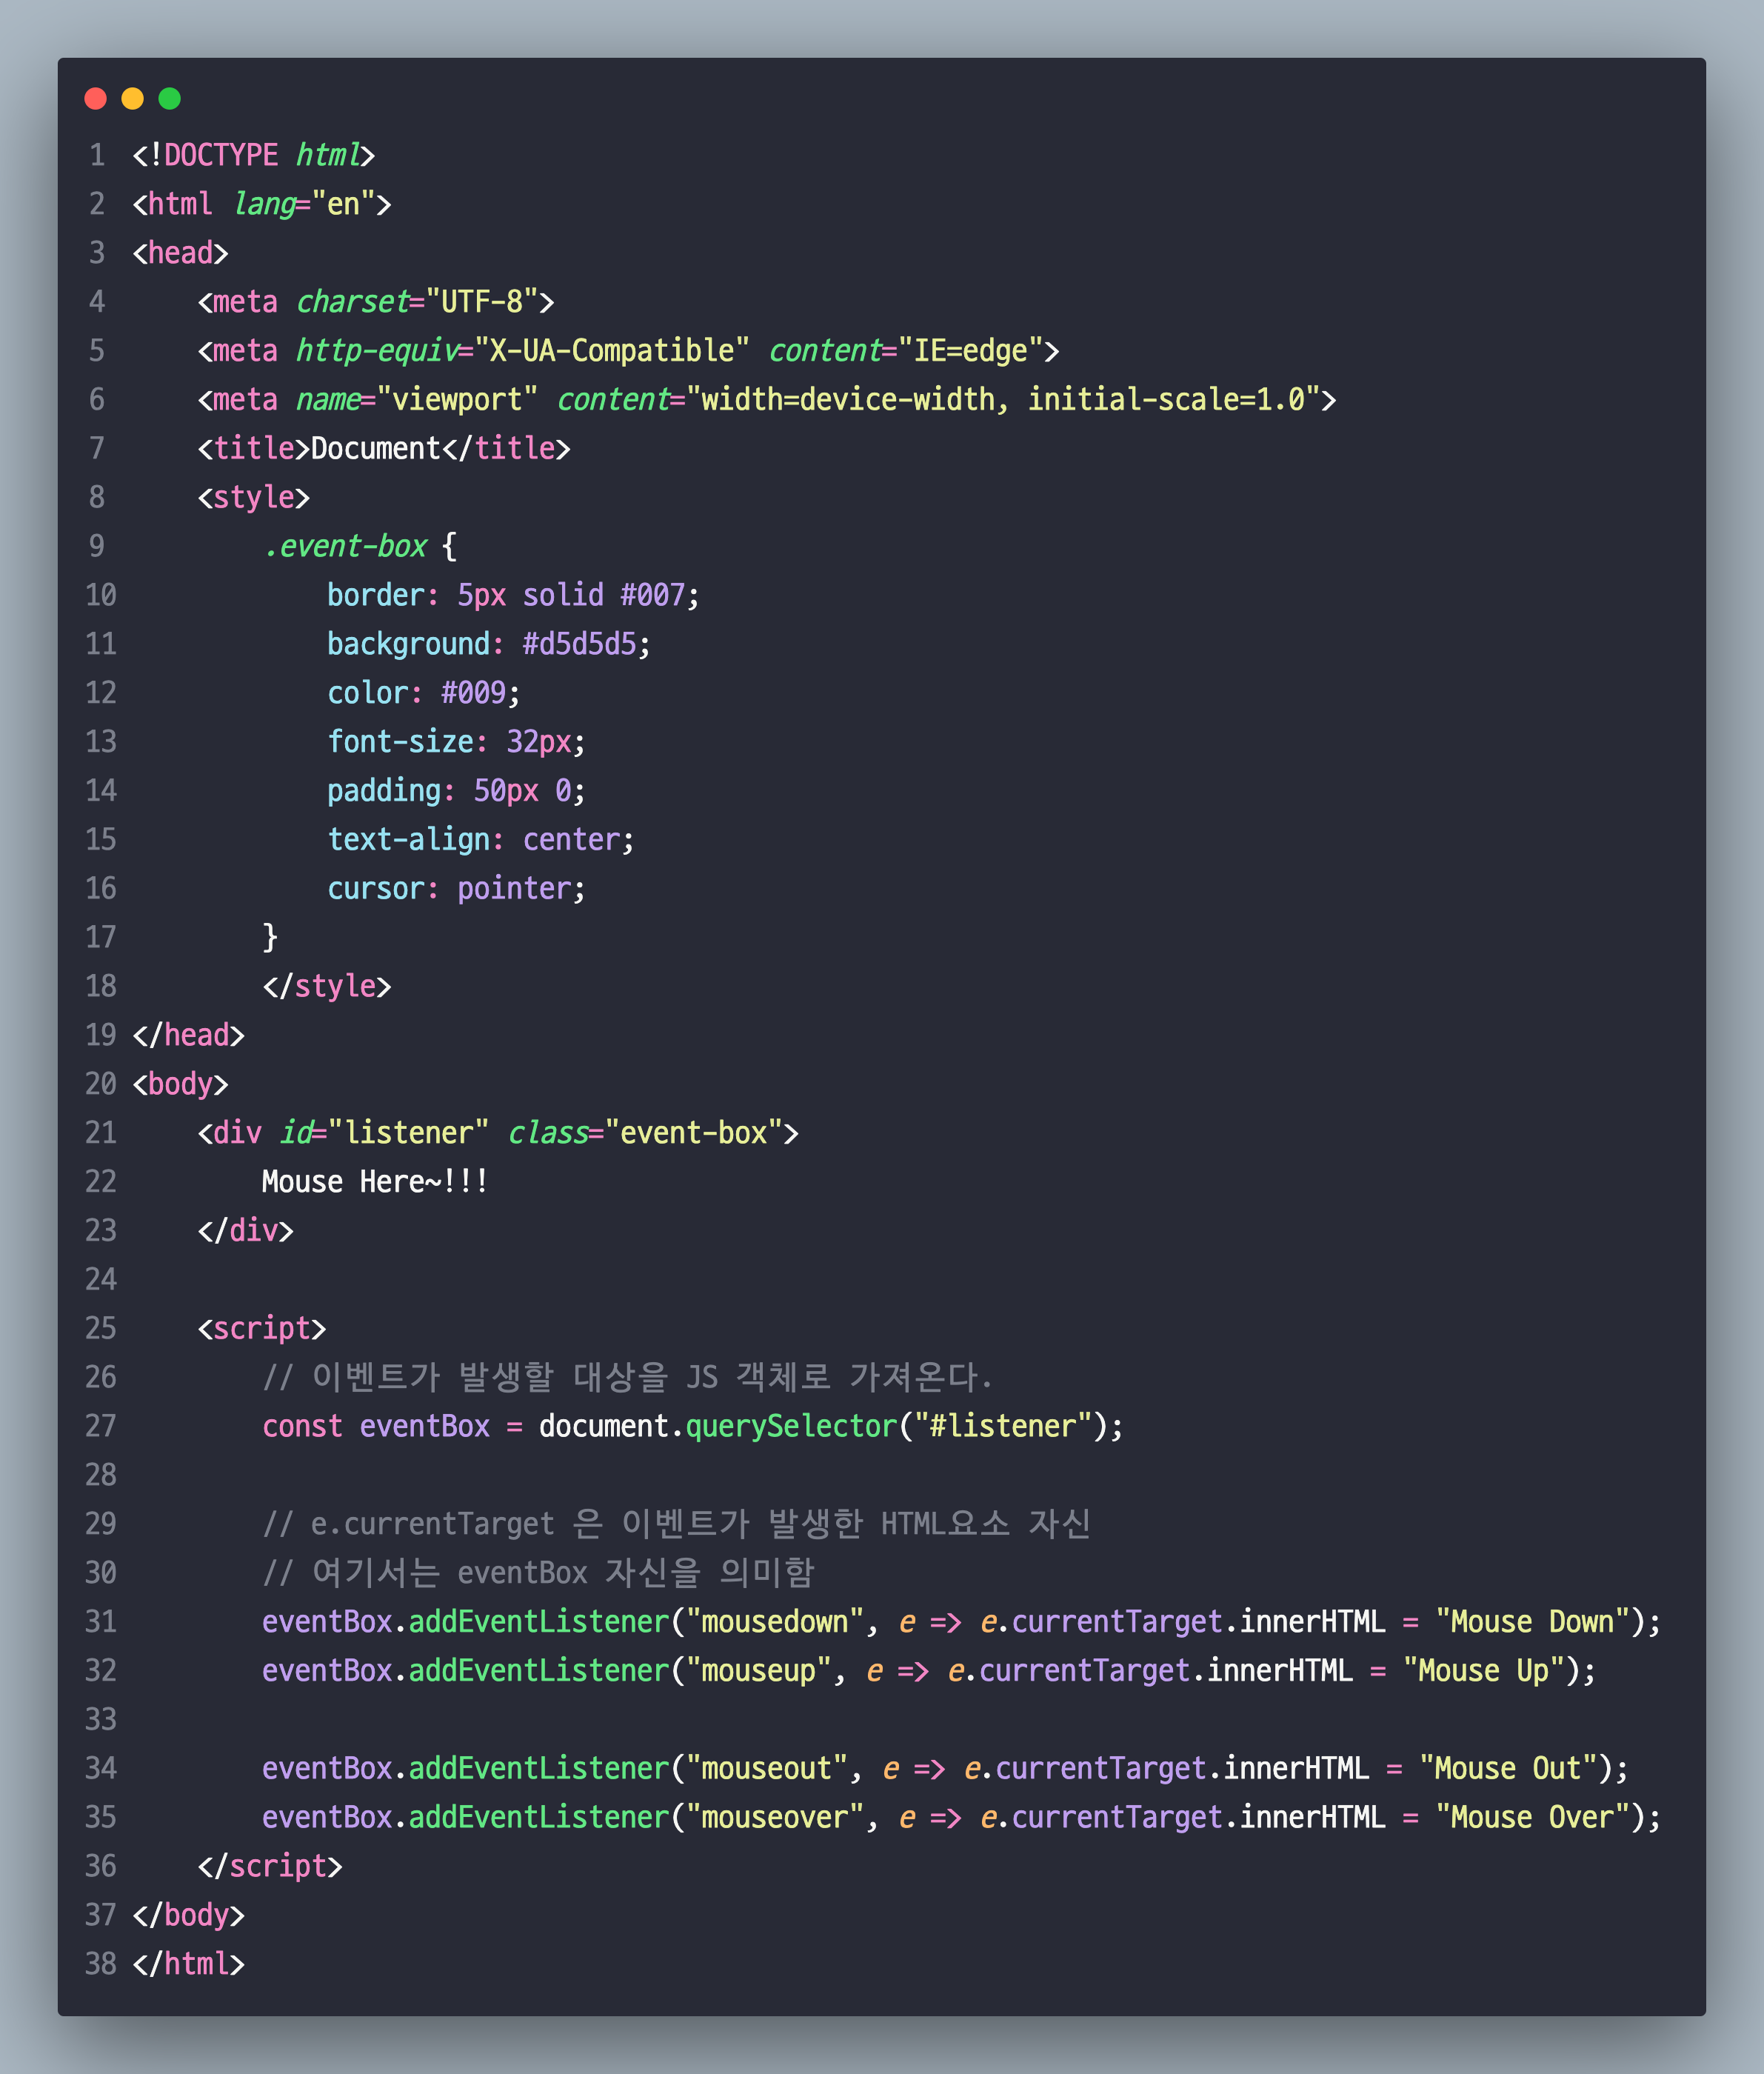 1 <!DOCTYPE html>
2 <html lang="en">
3 <head>
4     <meta charset="UTF-8">
5     <meta http-equiv="X-UA-Compatible" content="IE=edge">
6     <meta name="viewport" content="width=device-width, initial-scale=1.0">
7     <title>Document</title>
8     <style>
9         .event-box {
10             border: 5px solid #007;
11             background: #d5d5d5;
12             color: #009;
13             font-size: 32px;
14             padding: 50px 0;
15             text-align: center;
16             cursor: pointer;
17         }
18         </style>
19 </head>
20 <body>
21     <div id="listener" class="event-box">
22         Mouse Here~!!!
23     </div>
24
25     <script>
26         // 이벤트가 발생할 대상을 JS 객체로 가져온다.
27         const eventBox = document.querySelector("#listener");
28
29         // e.currentTarget 은 이벤트가 발생한 HTML요소 자신
30         // 여기서는 eventBox 자신을 의미함
31         eventBox.addEventListener("mousedown", e => e.currentTarget.innerHTML = "Mouse Down");
32         eventBox.addEventListener("mouseup", e => e.currentTarget.innerHTML = "Mouse Up");
33
34         eventBox.addEventListener("mouseout", e => e.currentTarget.innerHTML = "Mouse Out");
35         eventBox.addEventListener("mouseover", e => e.currentTarget.innerHTML = "Mouse Over");
36     </script>
37 </body>
38 </html>